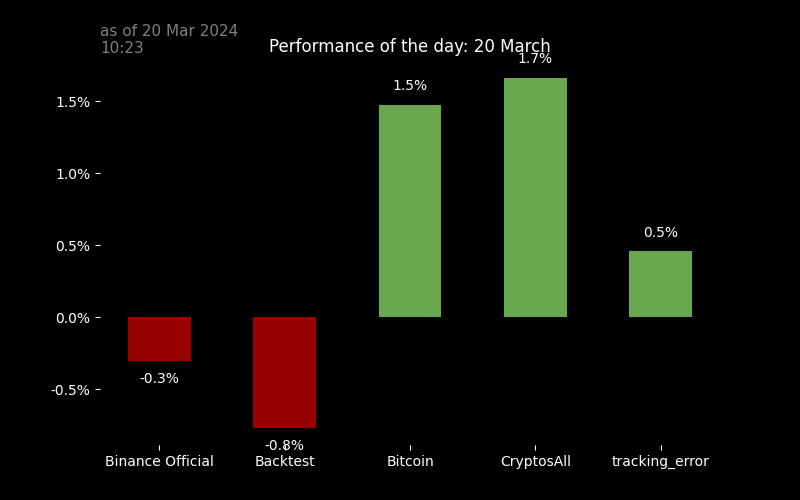 as of 20 Mar 2024
10:23
Performance of the day: 20 March
1.7%
1.5%
1.5%
1.0%
0.5%
0.5%
0.0%
-0.3%
-0.5%
-0.8%
Binance Official
Backtest
Bitcoin
CryptosAll
tracking_error